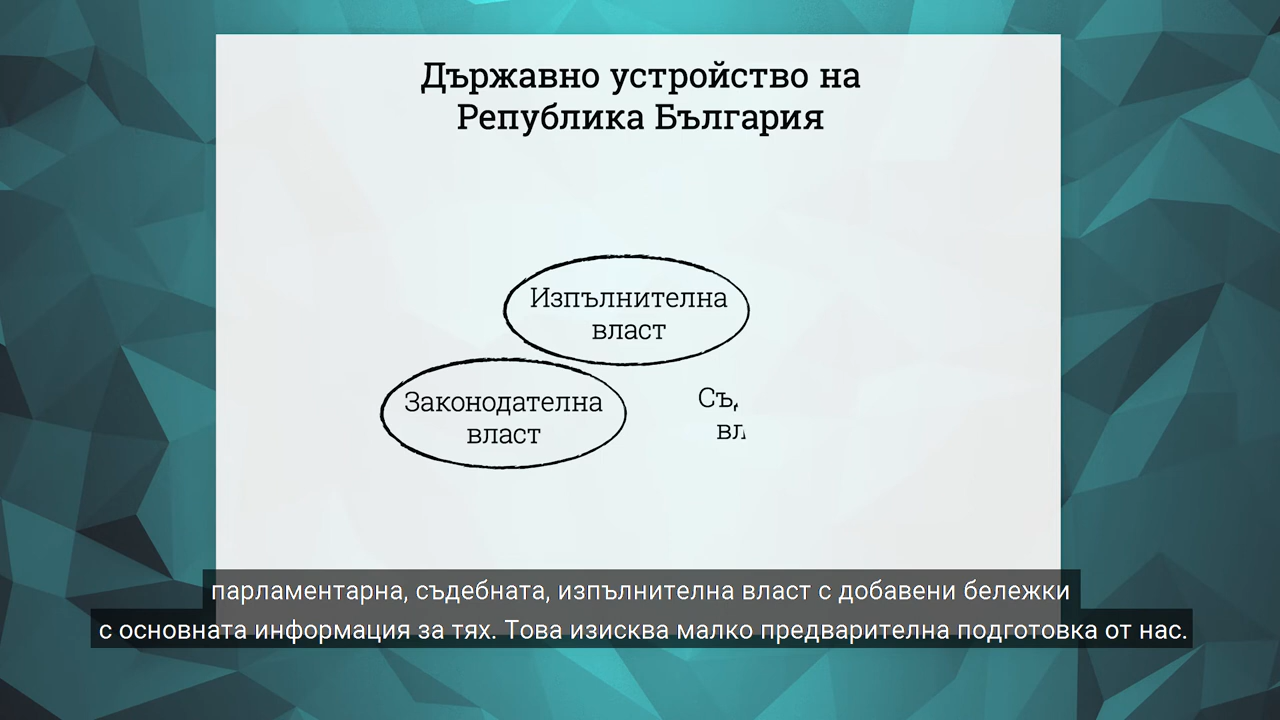 Държавно устройство на
Република България
Изпълнителна
власт
Законодателна
власт
парламентарна, съдебната, изпълнителна власт с добавени бележки
с основната информация за тях. Това изисква малко предварителна подготовка от нас.